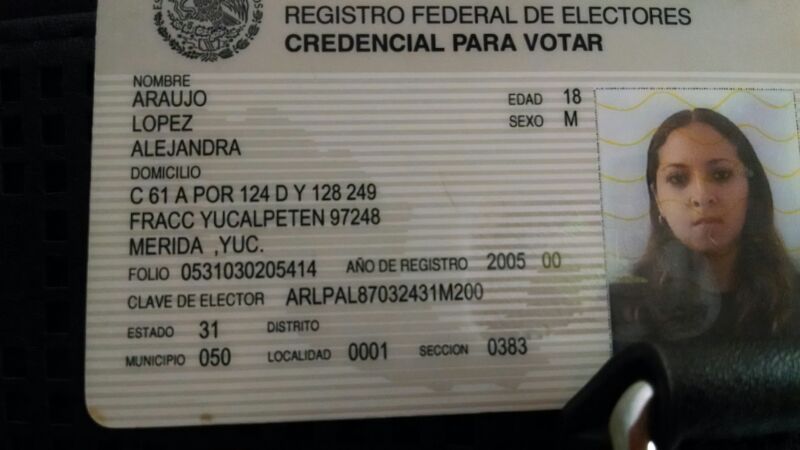 REGISTRO FEDERAL DE ELECTORES
CREDENCIAL PARA VOTAR
NOMBRE
ARAUJO EDAD 18
LOPEZ SEXO M
ALEJANDRA
DOMICILIO
C 61 A POR 124 D Y 128 249
FRACC YUCALPETEN 97248
MERIDA ,YUC.
FOLIO 0531030205414 AÑO DE REGISTRO 2005 00
CLAVE DE ELECTOR ARLPAL87032431M200
ESTADO 31 DISTRITO
MUNICIPIO 050 LOCALIDAD 0001 SECCION 0383